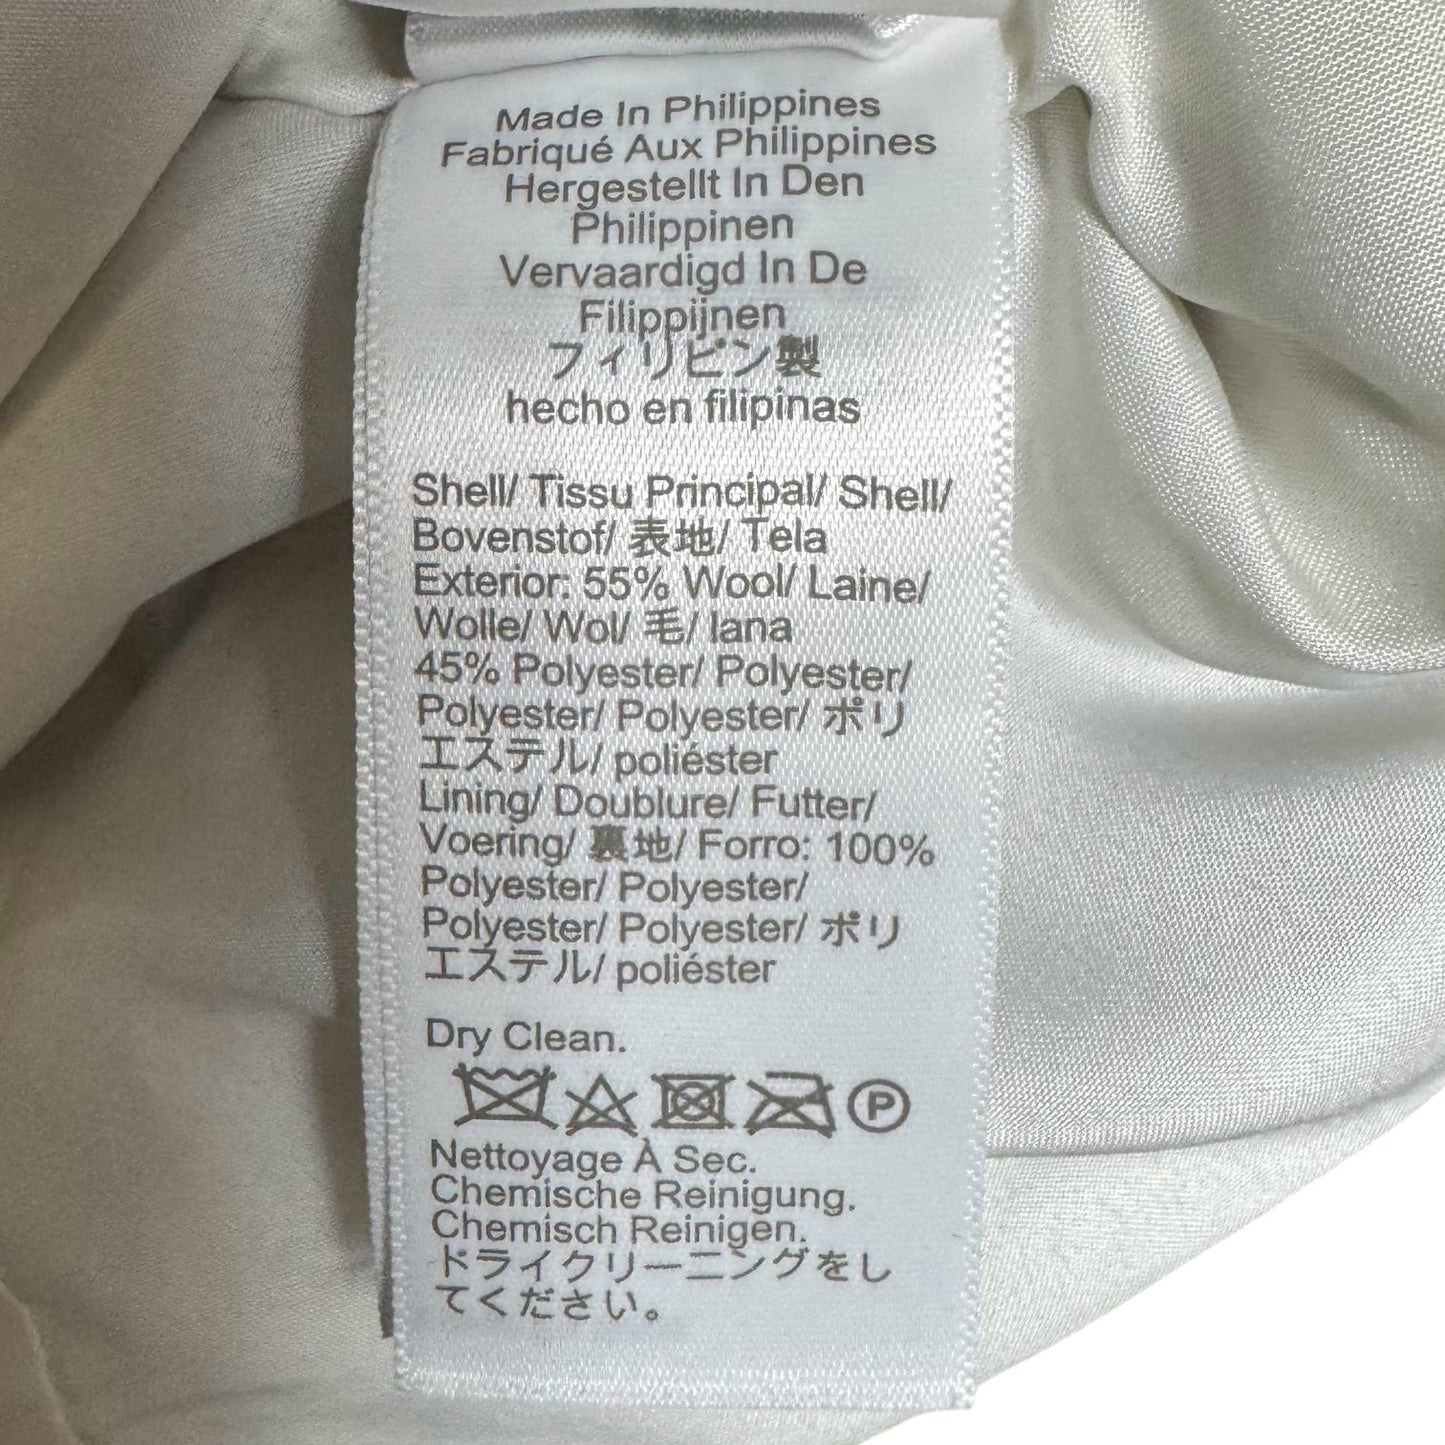 Made In Philippines
Fabriqué Aux Philippines
Hergestellt In Den
Philippinen
Vervaardigd In De
Filippijnen
フィリピン製
hecho en filipinas
Shell/ Tissu Principal/ Shell/
Bovenstof/ 表地/ Tela
Exterior: 55% Wool/ Laine/
Wolle/ Wol/ 毛/ lana
45% Polyester/ Polyester/
Polyester/ Polyester/ ポリ
エステル/ poliéster
Lining/ Doublure/ Futter/
Voering/ 裏地/ Forro: 100%
Polyester/ Polyester/
Polyester/ Polyester/ ポリ
エステル/ poliéster
Dry Clean.
P
Nettoyage À Sec.
Chemische Reinigung.
Chemisch Reinigen.
ドライクリーニングをし
てください。